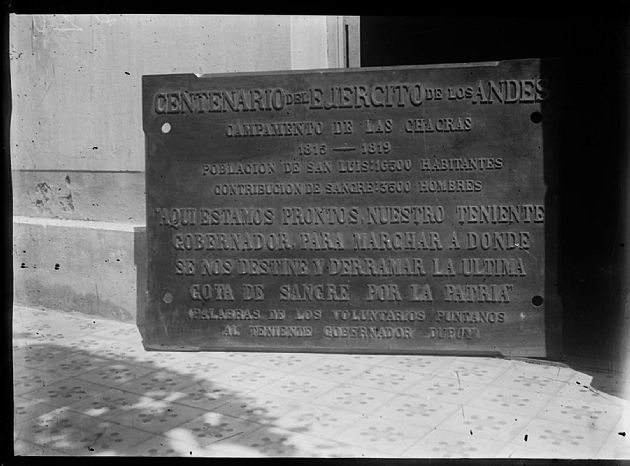 CENTENARIO DEL EJERCITO DE LOS ANDES
CAMPAMENTO DE LAS CHACRAS
1816 — 1819
POBLACION DE SAN LUIS:16500 HABITANTES
CONTRIBUCION DE SANGRE:3500 HOMBRES
"AQUI ESTAMOS PRONTOS, NUESTRO TENIENTE
GOBERNADOR, PARA MARCHAR A DONDE
SE NOS DESTINE Y DERRAMAR LA ULTIMA
GOTA DE SANGRE POR LA PATRIA"
(PALABRAS DE LOS VOLUNTARIOS PUNTANOS
AL TENIENTE GOBERNADOR DUPUY)